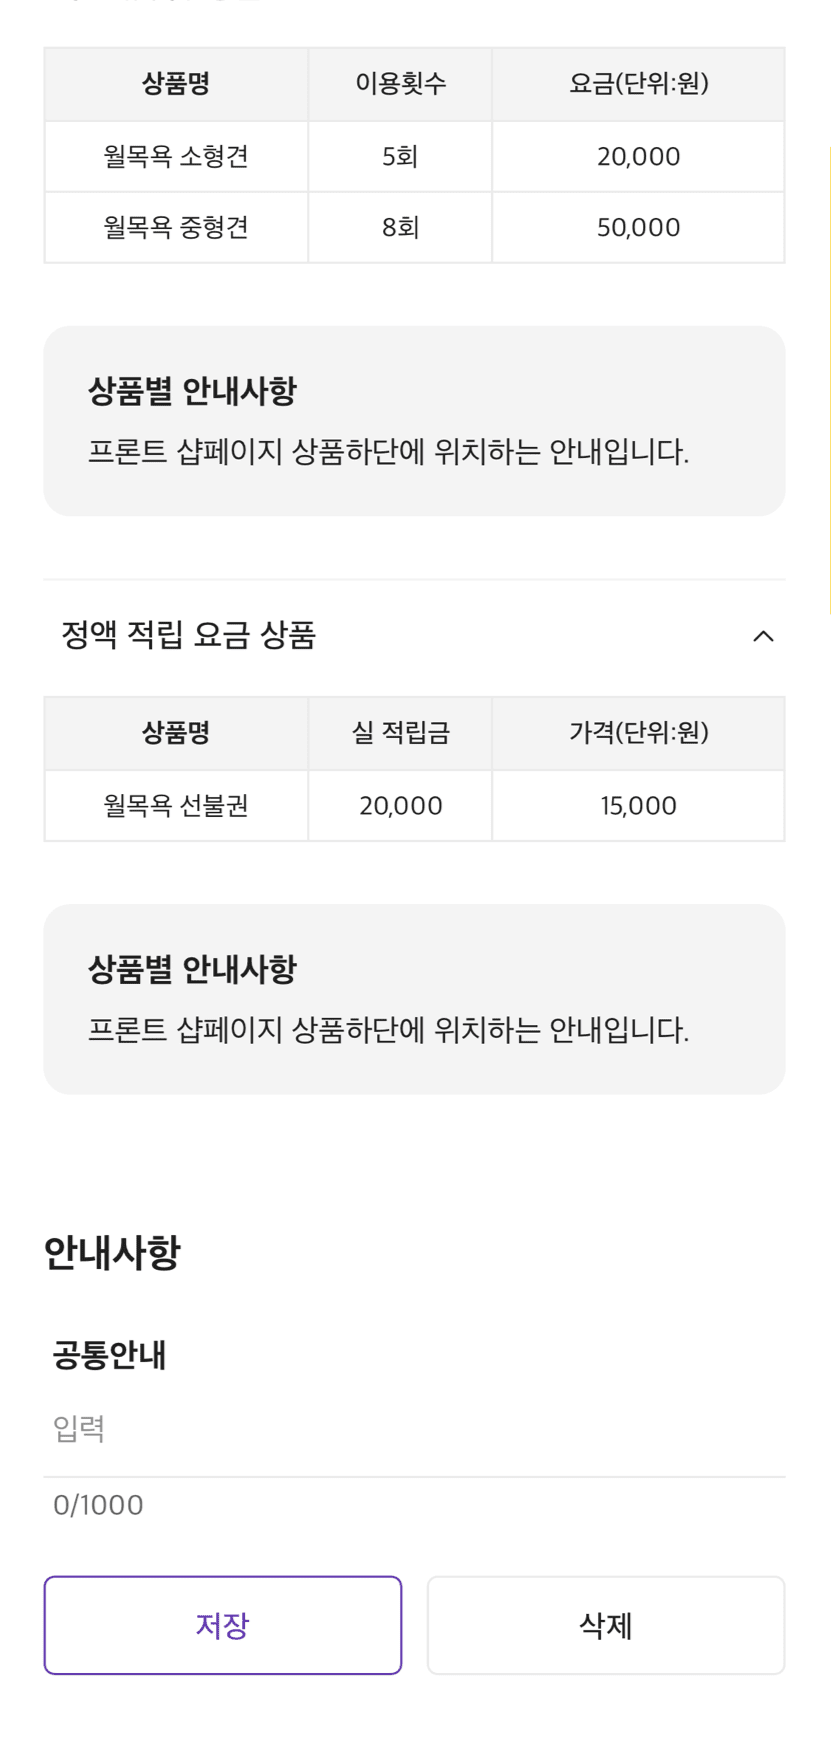 상품명 이용횟수 요금(단위:원)
월목욕 소형견 5회 20,000
월목욕 중형견 8회 50,000
상품별 안내사항
프론트 샵페이지 상품하단에 위치하는 안내입니다.
정액 적립 요금 상품
상품명 실 적립금 가격(단위:원)
월목욕 선불권 20,000 15,000
상품별 안내사항
프론트 샵페이지 상품하단에 위치하는 안내입니다.
안내사항
공통안내
입력
0/1000
저장 삭제